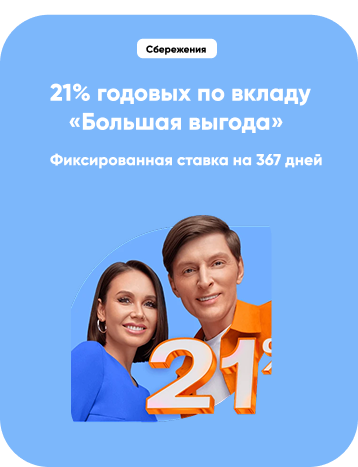 Сбережения
21% годовых по вкладу
«Большая выгода»
Фиксированная ставка на 367 дней
21%